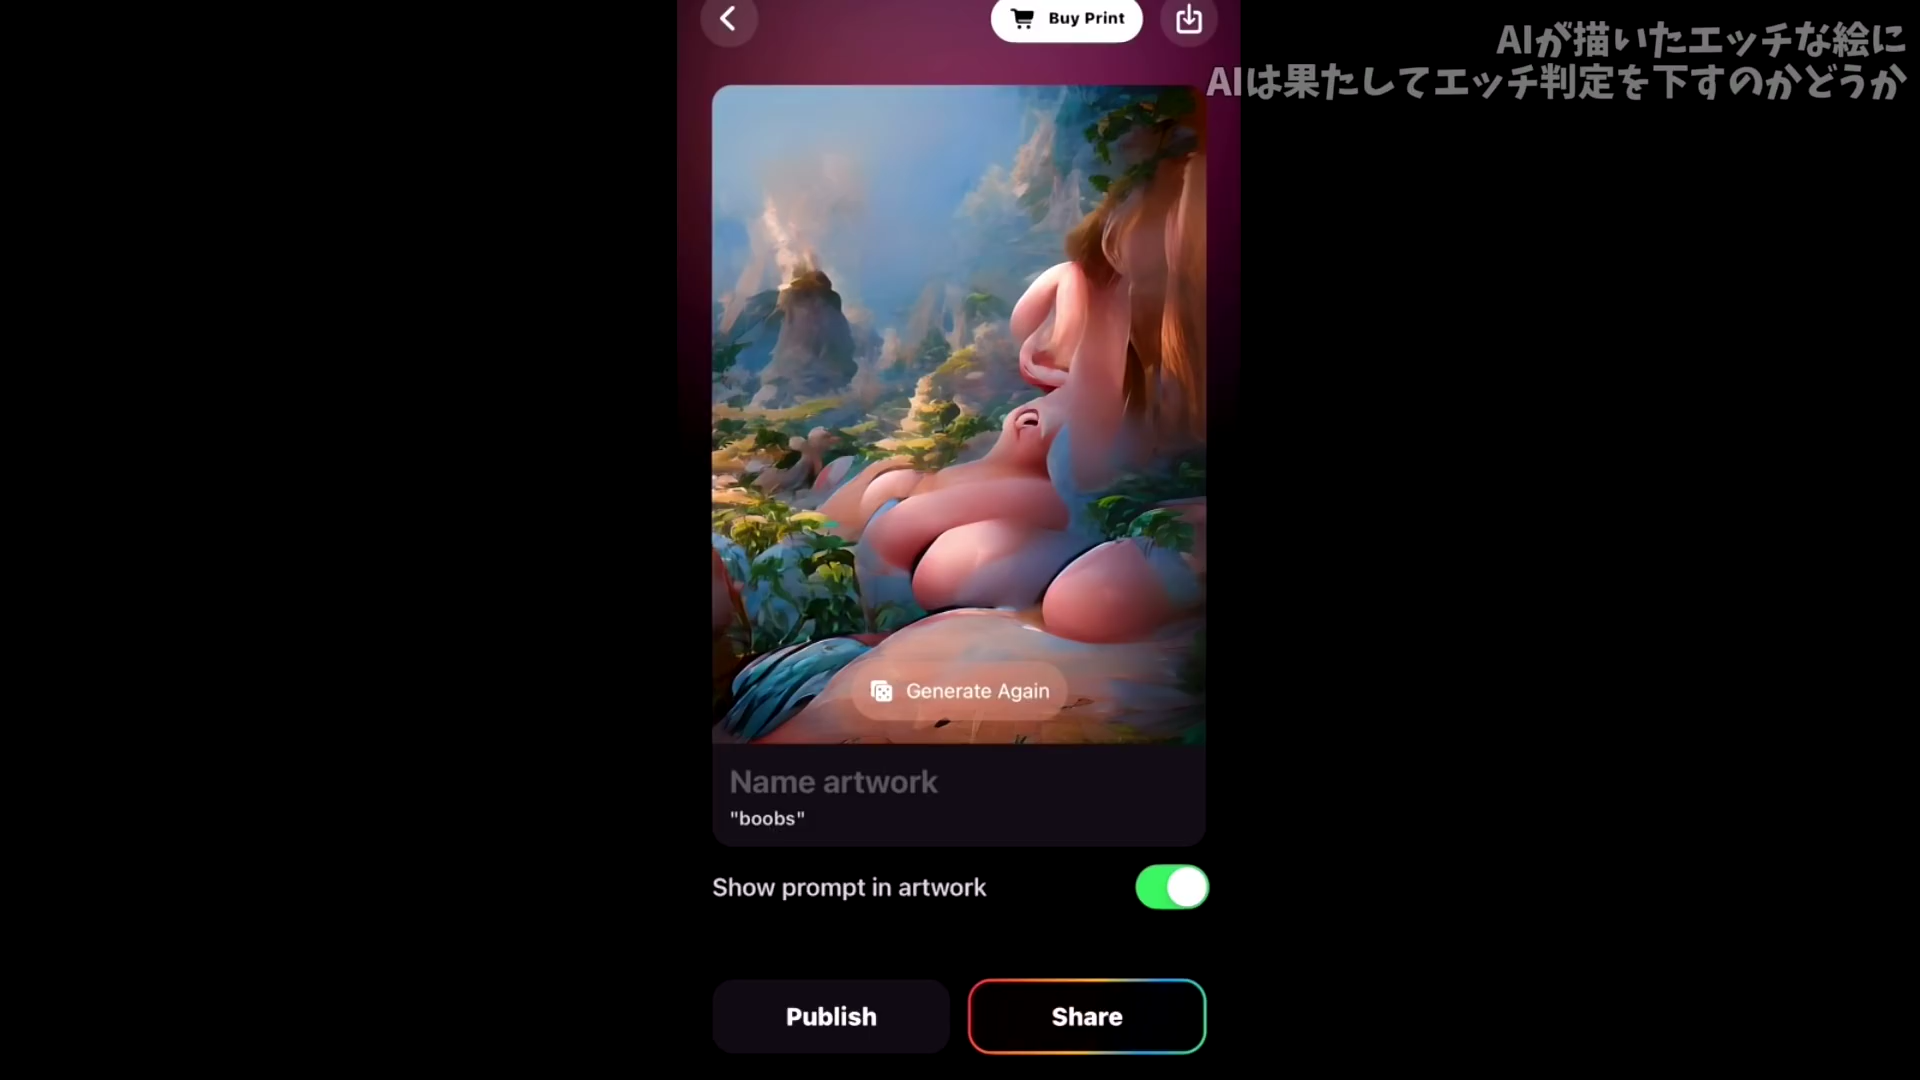 Buy Print
AIが描いたエッチな絵に
AIは果たしてエッチ判定を下すのかどうか
Generate Again
Name artwork
"boobs"
Show prompt in artwork
Publish
Share